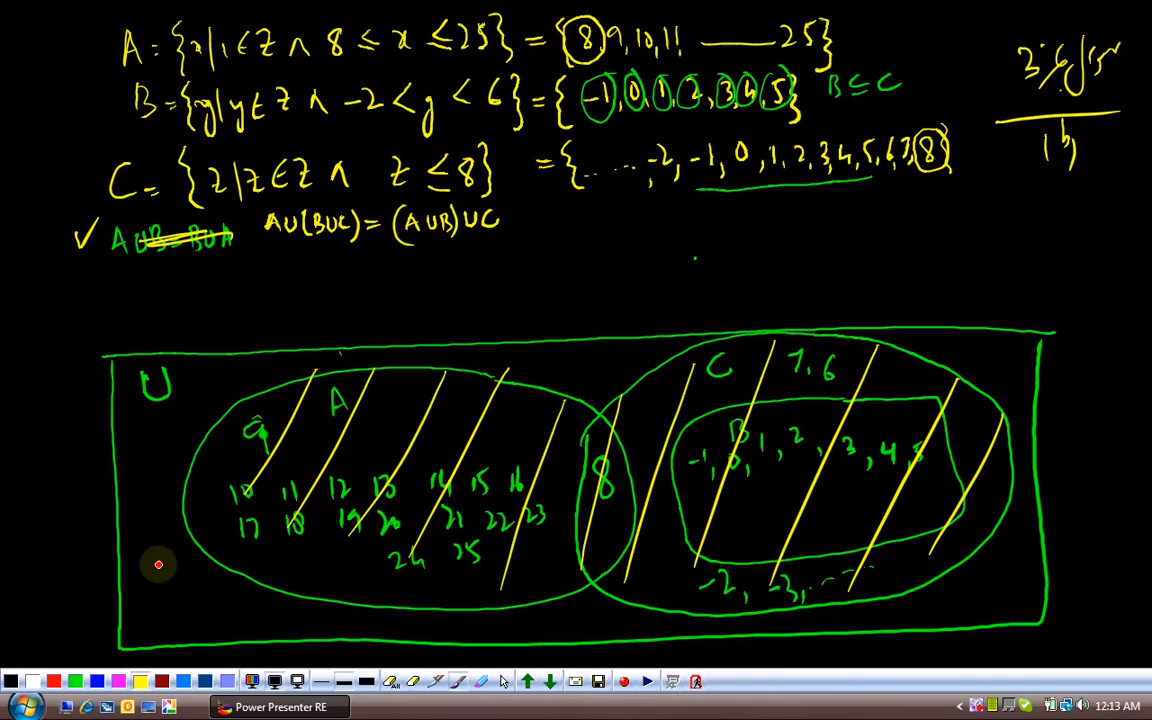 A = {x|x ∈ Z ∧ 8 ≤ x ≤ 25} = {8, 9, 10, 11 ——— 25}
B = {y|y ∈ Z ∧ -2 < y < 6} = {-1, 0, 1, 2, 3, 4, 5} B ⊆ C
C = {z|z ∈ Z ∧ z ≤ 8} = {......, -2, -1, 0, 1, 2, 3, 4, 5, 6, 7, 8}
A∪B=B∪A A∪(B∪C) = (A∪B)∪C
U
A
C
7, 6
9
B
-1, 0, 1, 2, 3, 4, 5
8
10 11 12 13 14 15 16
17 18 19 20 21 22 23
24 25
-2, -3, ......
Power Presenter RE
12:13 AM